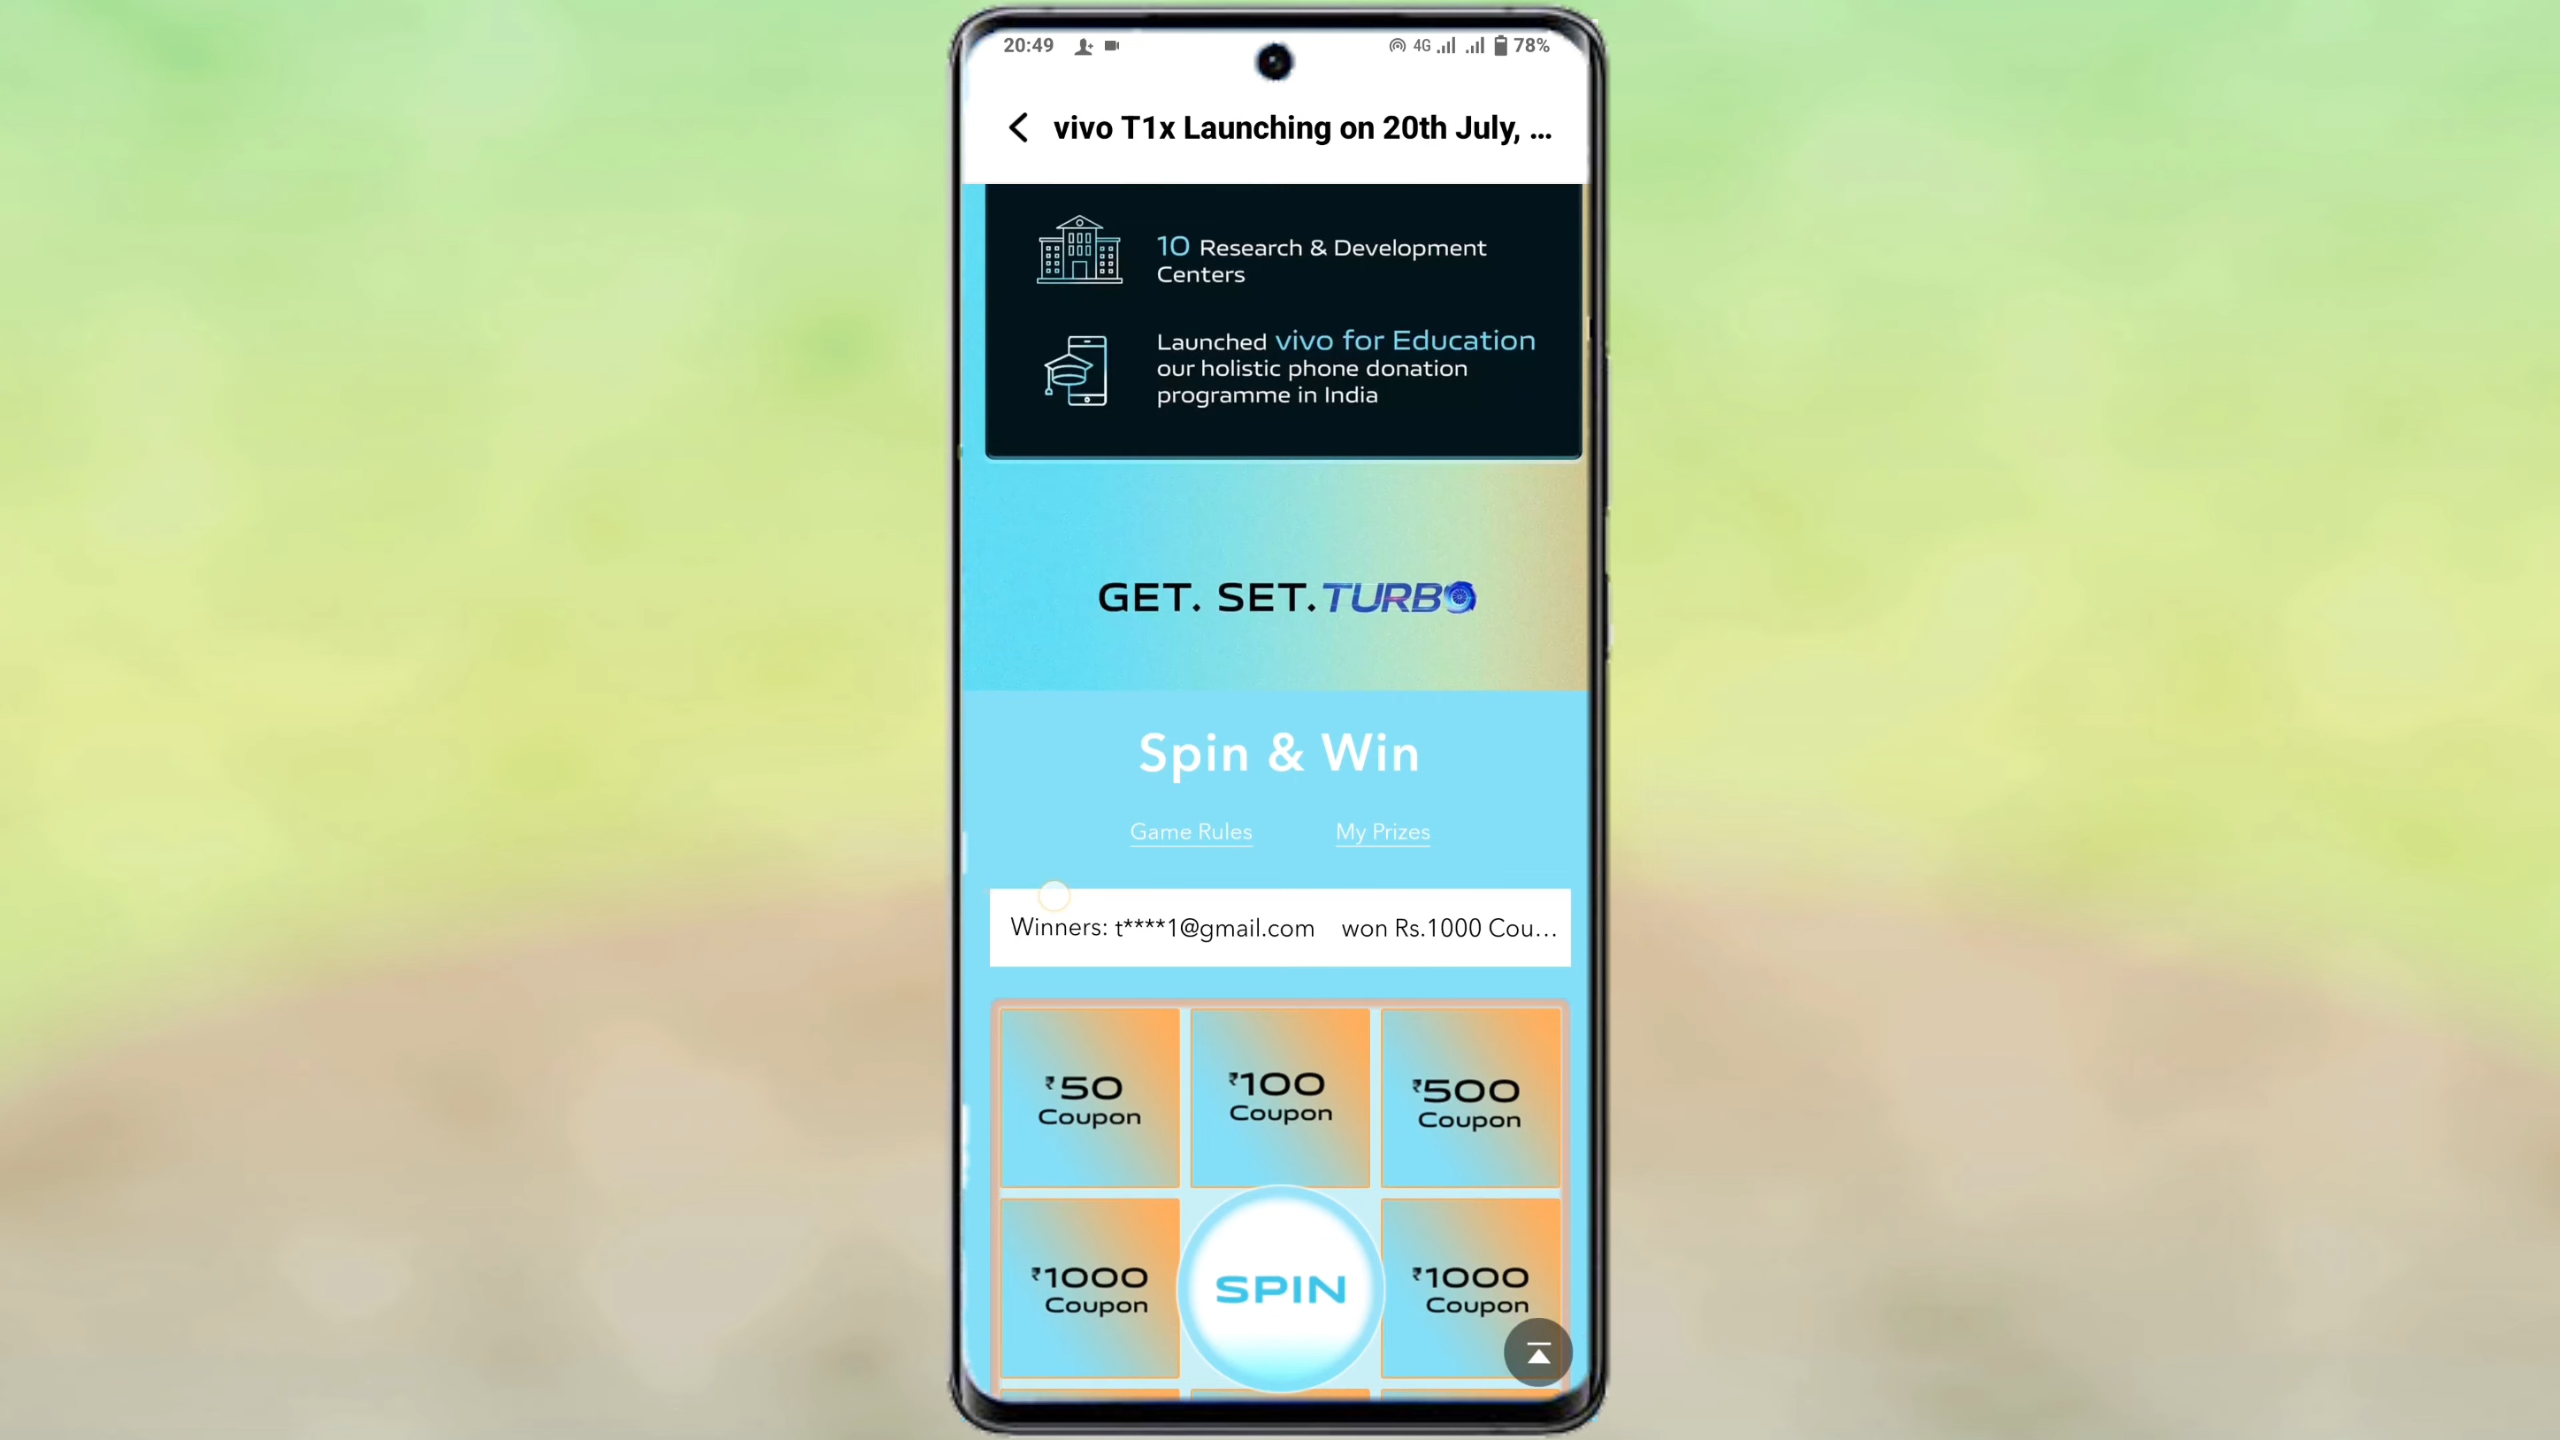 20:49
4G
78%
vivo T1x Launching on 20th July, ...
10 Research & Development
Centers
Launched vivo for Education
our holistic phone donation
programme in India
GET. SET. TURBO
Spin & Win
Game Rules
My Prizes
Winners: t****1@gmail.com won Rs.1000 Cou...
₹50
Coupon
₹100
Coupon
₹500
Coupon
₹1000
Coupon
SPIN
₹1000
Coupon